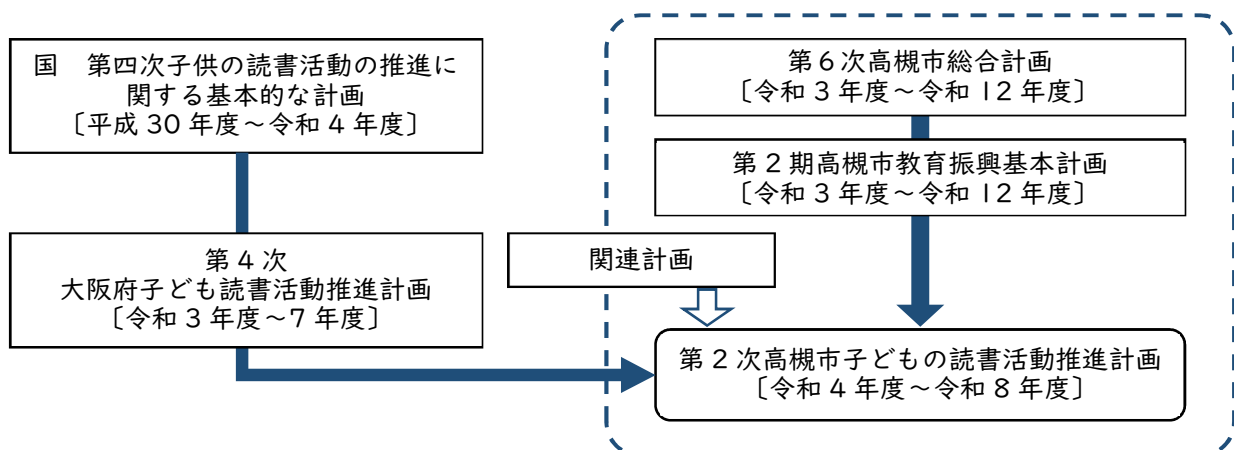 国　第四次子供の読書活動の推進に
関する基本的な計画
〔平成 30 年度～令和 4 年度〕
第 4 次
大阪府子ども読書活動推進計画
〔令和 3 年度～7 年度〕
関連計画
第 6 次高槻市総合計画
〔令和 3 年度～令和 12 年度〕
第 2 期高槻市教育振興基本計画
〔令和 3 年度～令和 12 年度〕
第 2 次高槻市子どもの読書活動推進計画
〔令和 4 年度～令和 8 年度〕